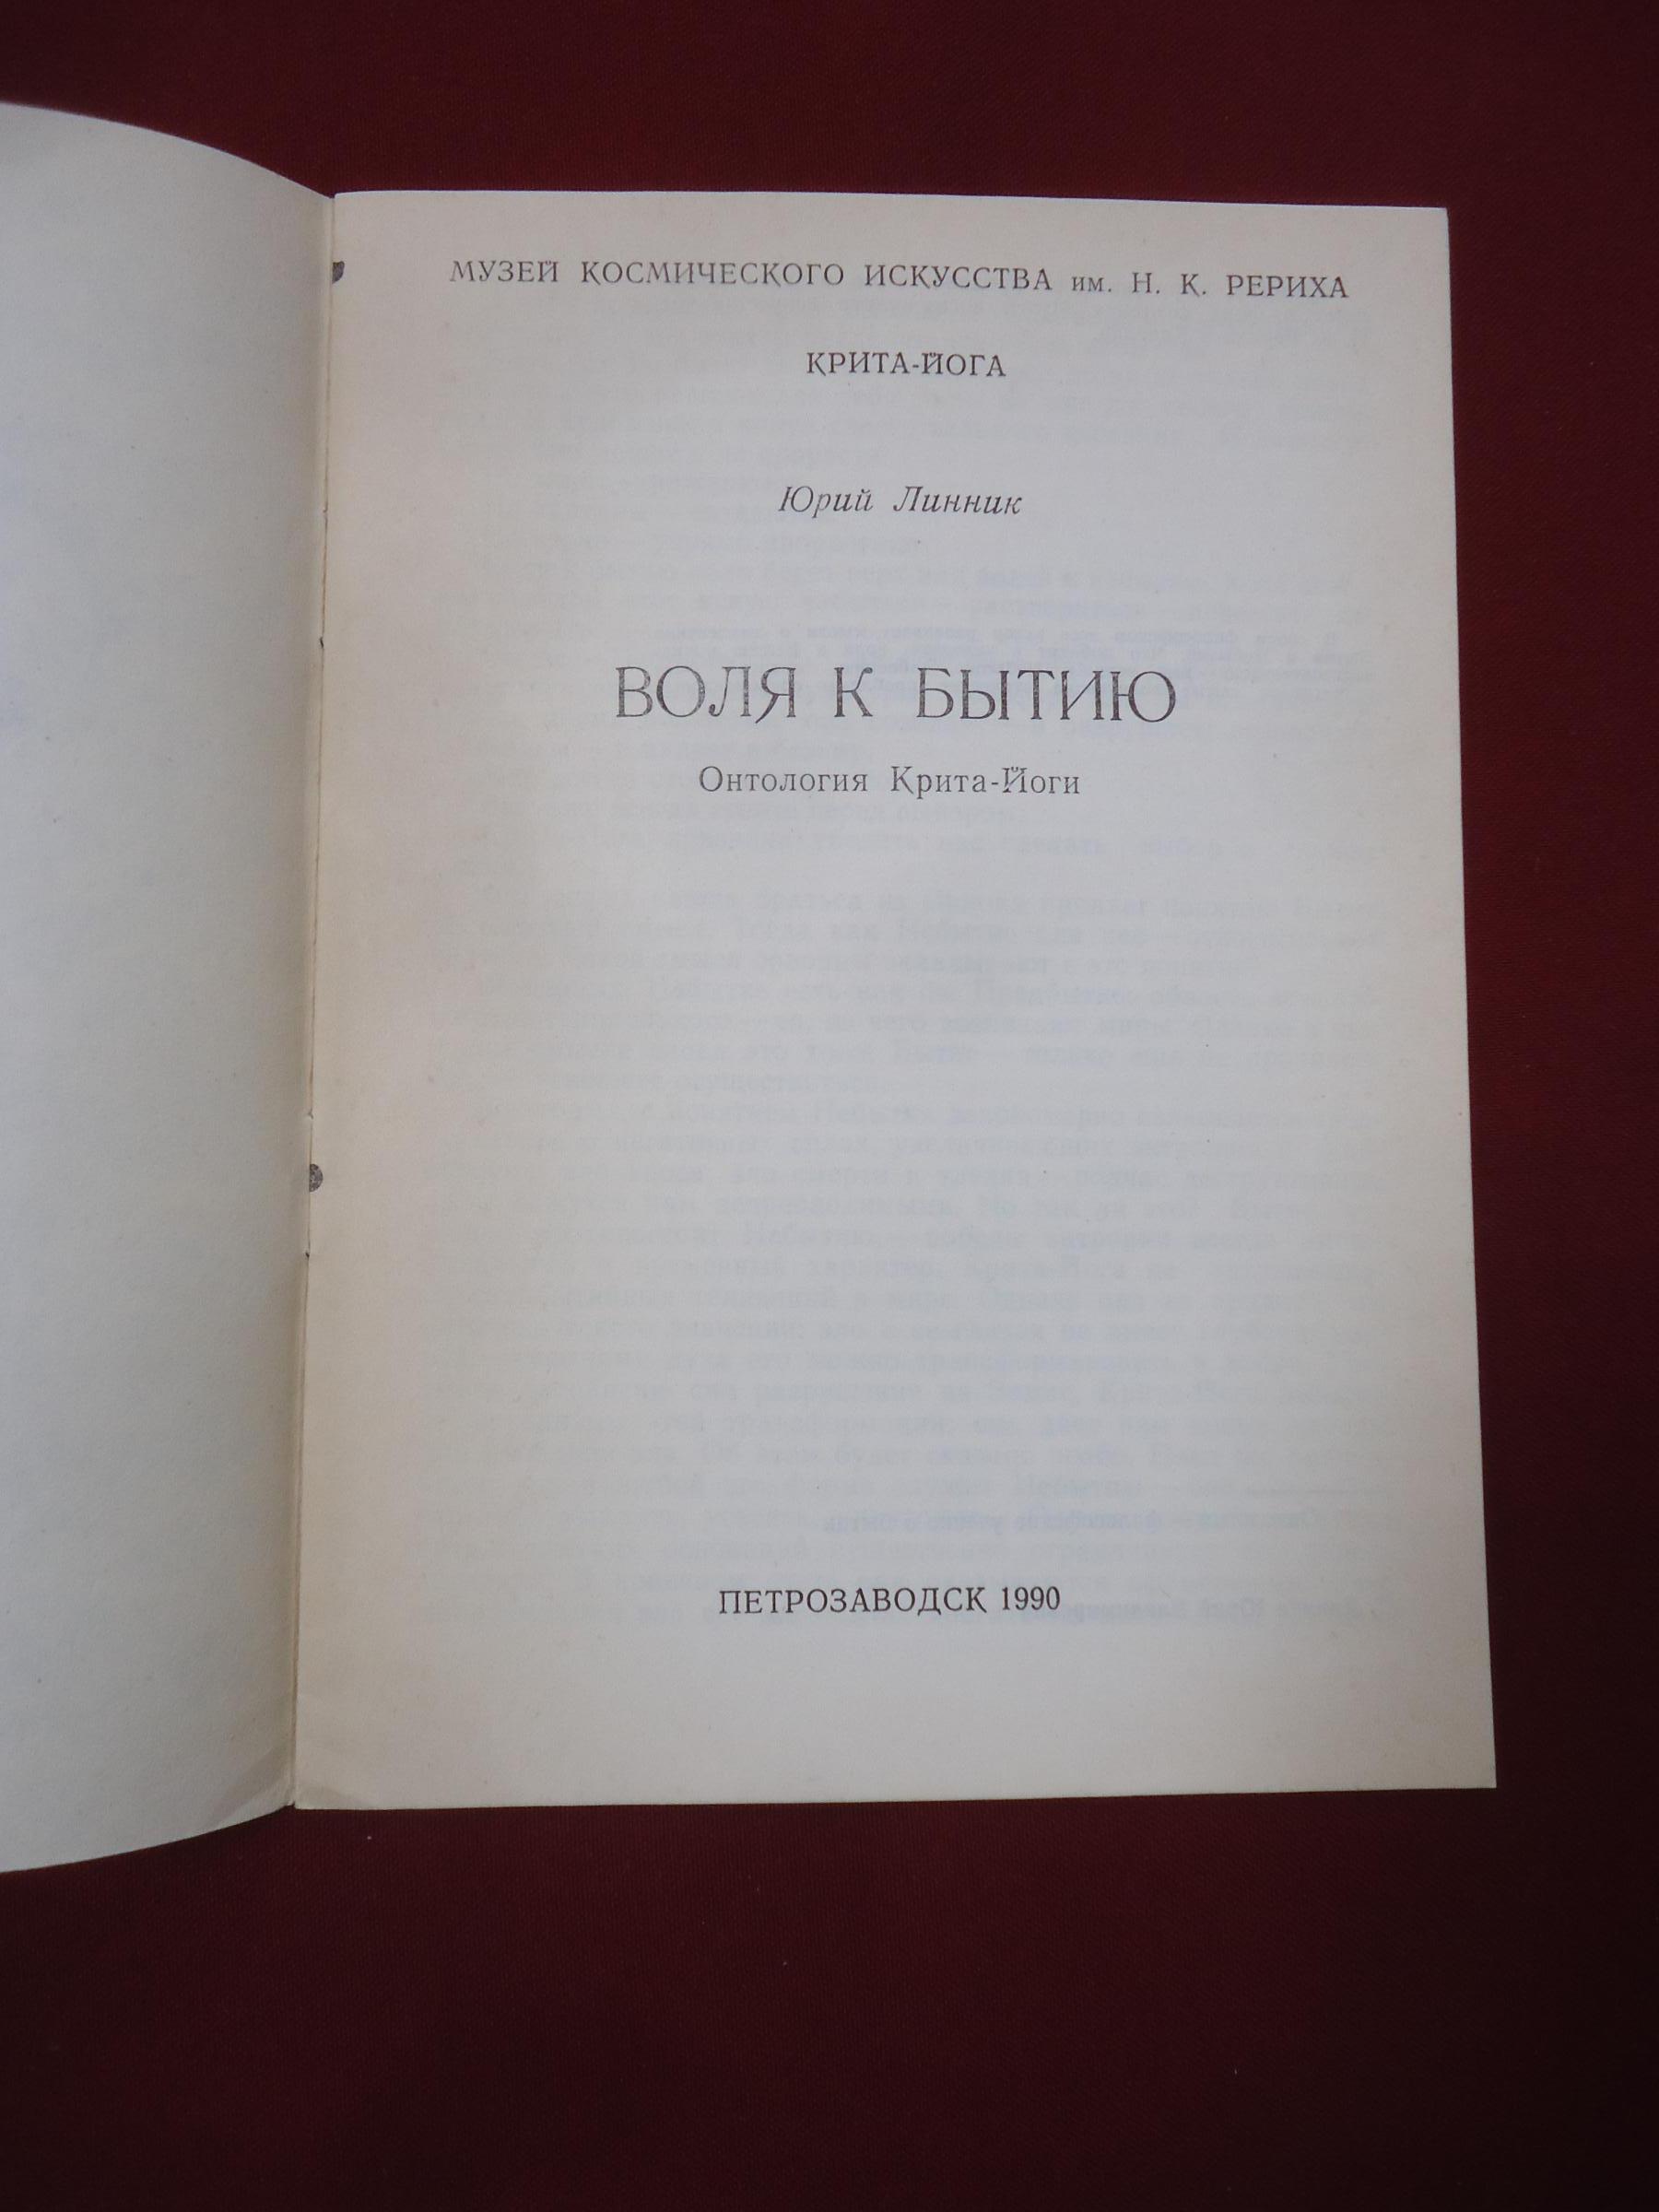 МУЗЕЙ КОСМИЧЕСКОГО ИСКУССТВА им. Н. К. РЕРИХА
КРИТА-ЙОГА
Юрий Линник
ВОЛЯ К БЫТИЮ
Онтология Крита-Йоги
ПЕТРОЗАВОДСК 1990